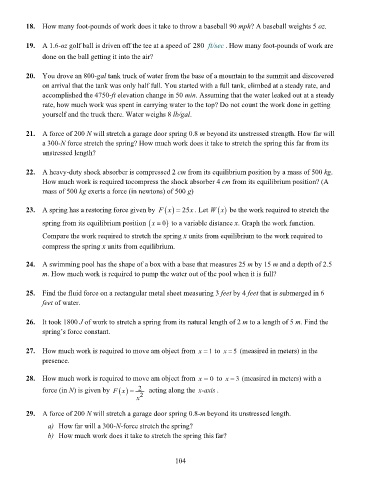 18. How many foot-pounds of work does it take to throw a baseball 90 mph? A baseball weights 5 oz.
19. A 1.6-oz golf ball is driven off the tee at a speed of 280 ft/sec . How many foot-pounds of work are
done on the ball getting it into the air?
20. You drove an 800-gal tank truck of water from the base of a mountain to the summit and discovered
on arrival that the tank was only half full. You started with a full tank, climbed at a steady rate, and
accomplished the 4750-ft elevation change in 50 min. Assuming that the water leaked out at a steady
rate, how much work was spent in carrying water to the top? Do not count the work done in getting
yourself and the truck there. Water weighs 8 lb/gal.
21. A force of 200 N will stretch a garage door spring 0.8 m beyond its unstressed strength. How far will
a 300-N force stretch the spring? How much work does it take to stretch the spring this far from its
unstressed length?
22. A heavy-duty shock absorber is compressed 2 cm from its equilibrium position by a mass of 500 kg.
How much work is required tocompress the shock absorber 4 cm from its equilibrium position? (A
mass of 500 kg exerts a force (in newtons) of 500 g)
23. A spring has a restoring force given by F(x) = 25x . Let W(x) be the work required to stretch the
spring from its equilibrium position (x = 0) to a variable distance x. Graph the work function.
Compare the work required to stretch the spring x units from equilibrium to the work required to
compress the spring x units from equilibrium.
24. A swimming pool has the shape of a box with a base that measures 25 m by 15 m and a depth of 2.5
m. How much work is required to pump the water out of the pool when it is full?
25. Find the fluid force on a rectangular metal sheet measuring 3 feet by 4 feet that is submerged in 6
feet of water.
26. It took 1800 J of work to stretch a spring from its natural length of 2 m to a length of 5 m. Find the
spring's force constant.
27. How much work is required to move am object from x = 1 to x = 5 (measired in meters) in the
presence.
28. How much work is required to move am object from x = 0 to x = 3 (measired in meters) with a
force (in N) is given by F(x) = 2/x² acting along the x-axis .
29. A force of 200 N will stretch a garage door spring 0.8-m beyond its unstressed length.
a) How far will a 300-N-force stretch the spring?
b) How much work does it take to stretch the spring this far?
104